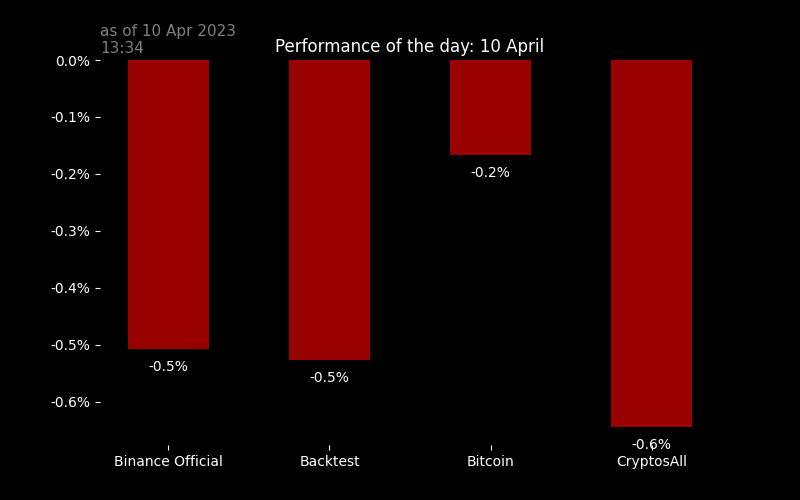 as of 10 Apr 2023
13:34
Performance of the day: 10 April
0.0%
-0.1%
-0.2%
-0.3%
-0.4%
-0.5%
-0.6%
-0.5%
-0.5%
-0.2%
-0.6%
Binance Official
Backtest
Bitcoin
CryptosAll